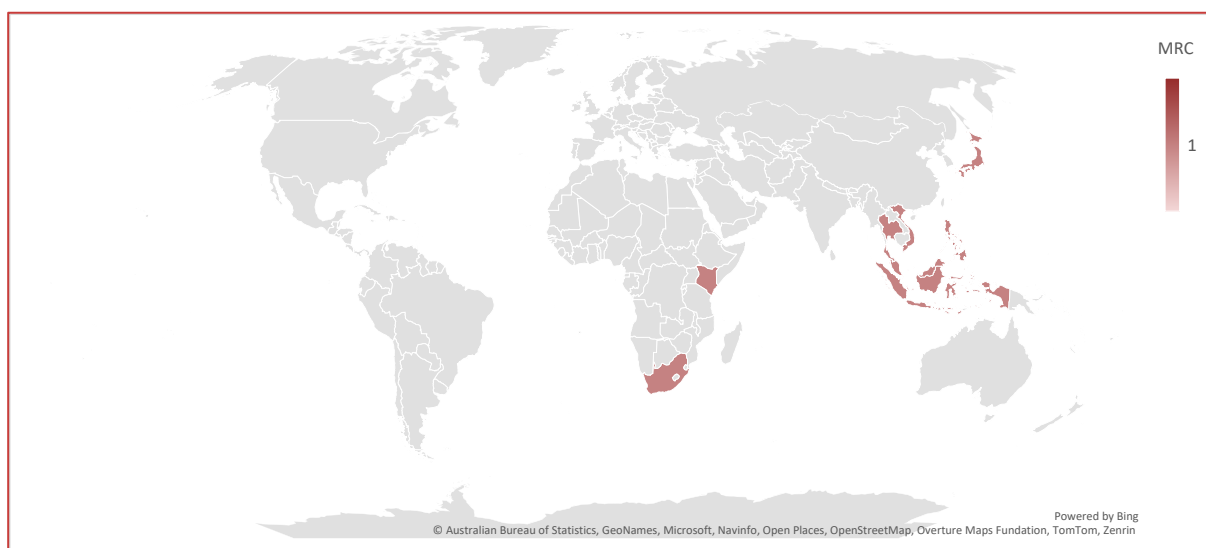 MRC
1
Powered by Bing
© Australian Bureau of Statistics, GeoNames, Microsoft, Navinfo, Open Places, OpenStreetMap, Overture Maps Fundation, TomTom, Zenrin